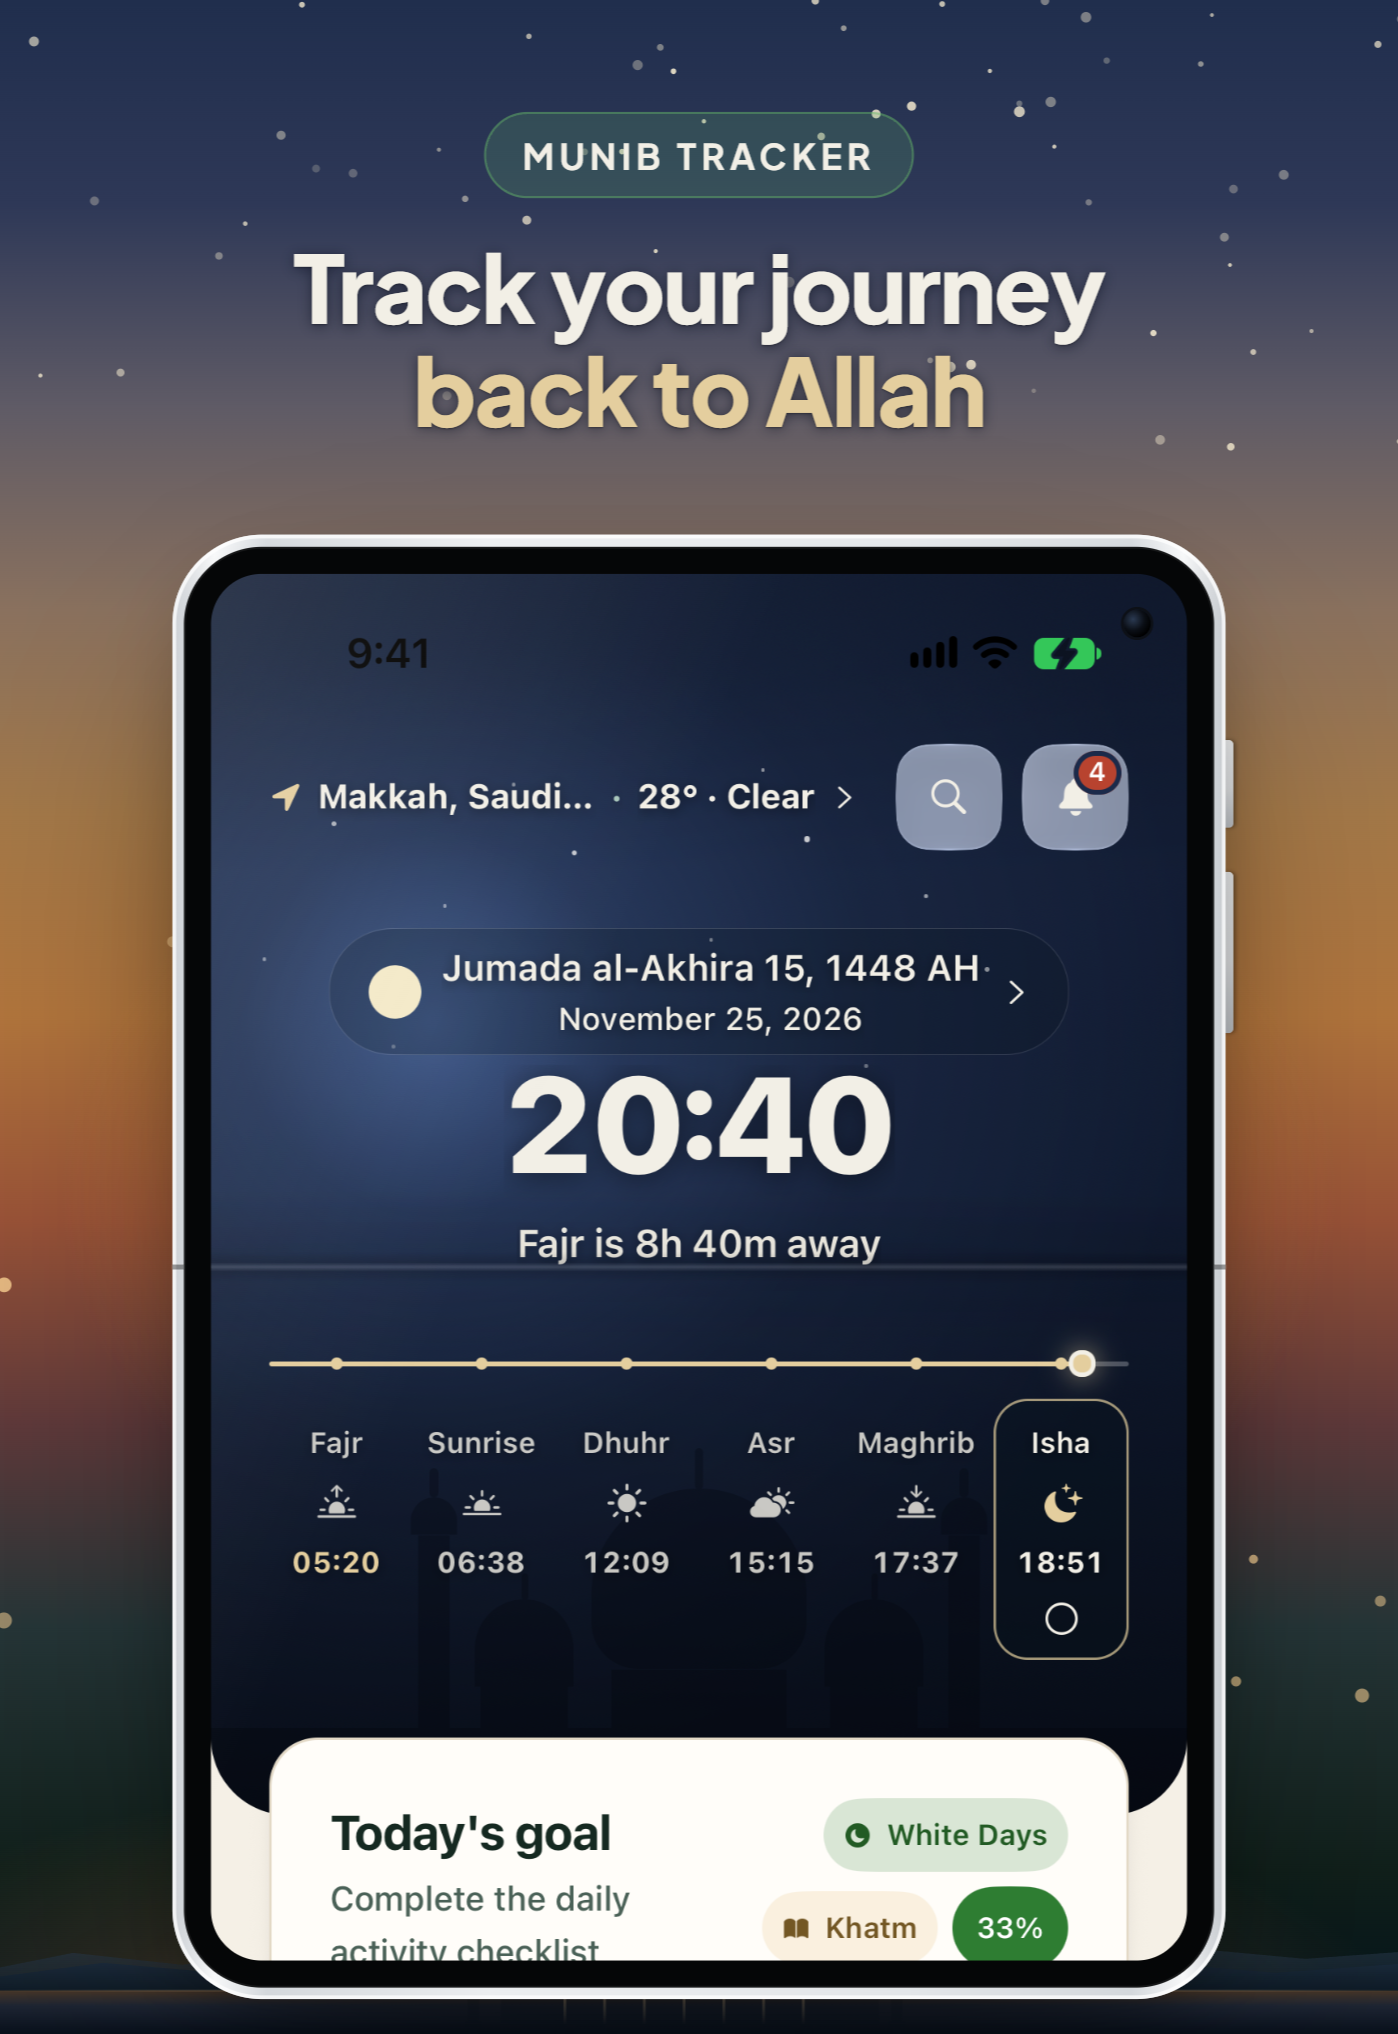 MUNIB TRACKER
Track your journey
back to Allah
9:41
Makkah, Saudi... · 28° · Clear
4
Jumada al-Akhira 15, 1448 AH
November 25, 2026
20:40
Fajr is 8h 40m away
Fajr Sunrise Dhuhr Asr Maghrib Isha
05:20 06:38 12:09 15:15 17:37 18:51
Today's goal
White Days
Complete the daily
Khatm 33%
activity checklist